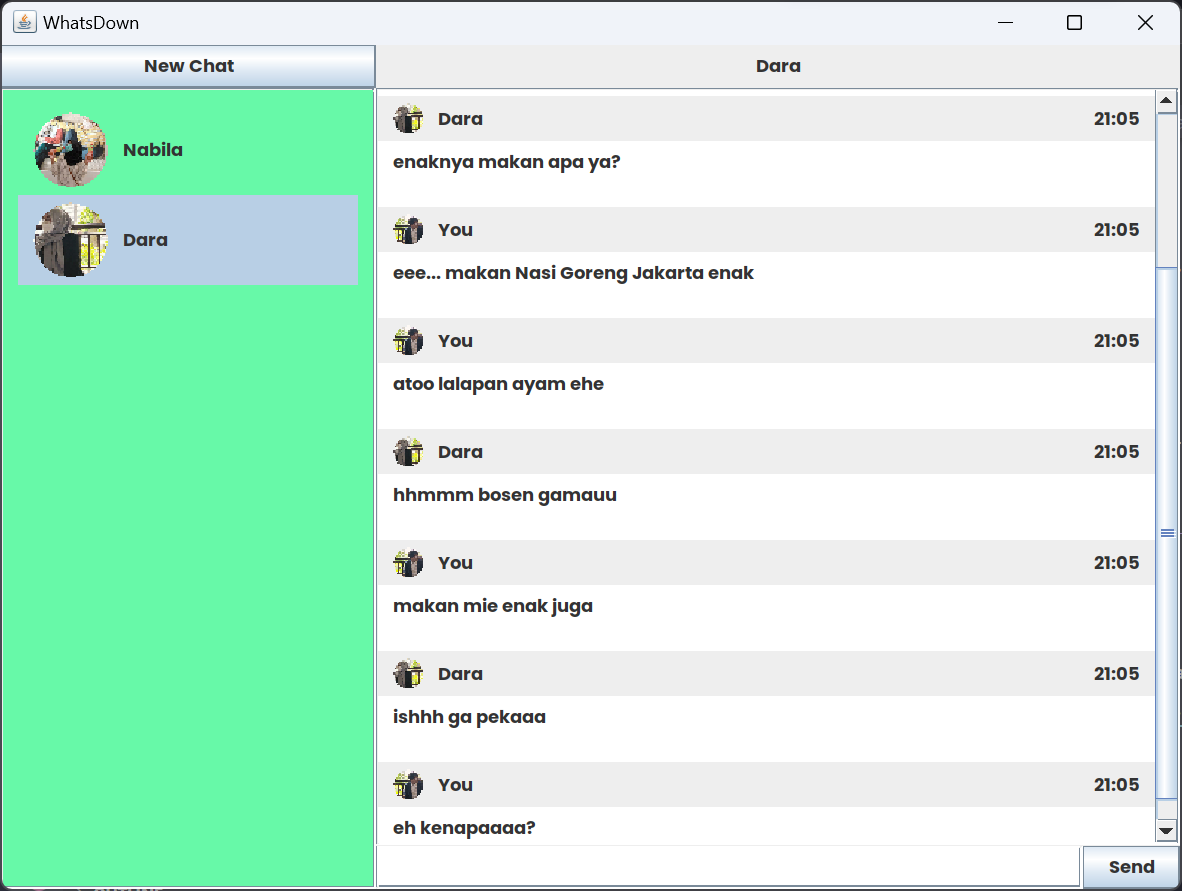 WhatsDown
New Chat
Dara
Nabila
Dara
Dara 21:05
enaknya makan apa ya?
You 21:05
eee... makan Nasi Goreng Jakarta enak
You 21:05
atoo lalapan ayam ehe
Dara 21:05
hhmmm bosen gamauu
You 21:05
makan mie enak juga
Dara 21:05
ishhh ga pekaaa
You 21:05
eh kenapaaaa?
Send